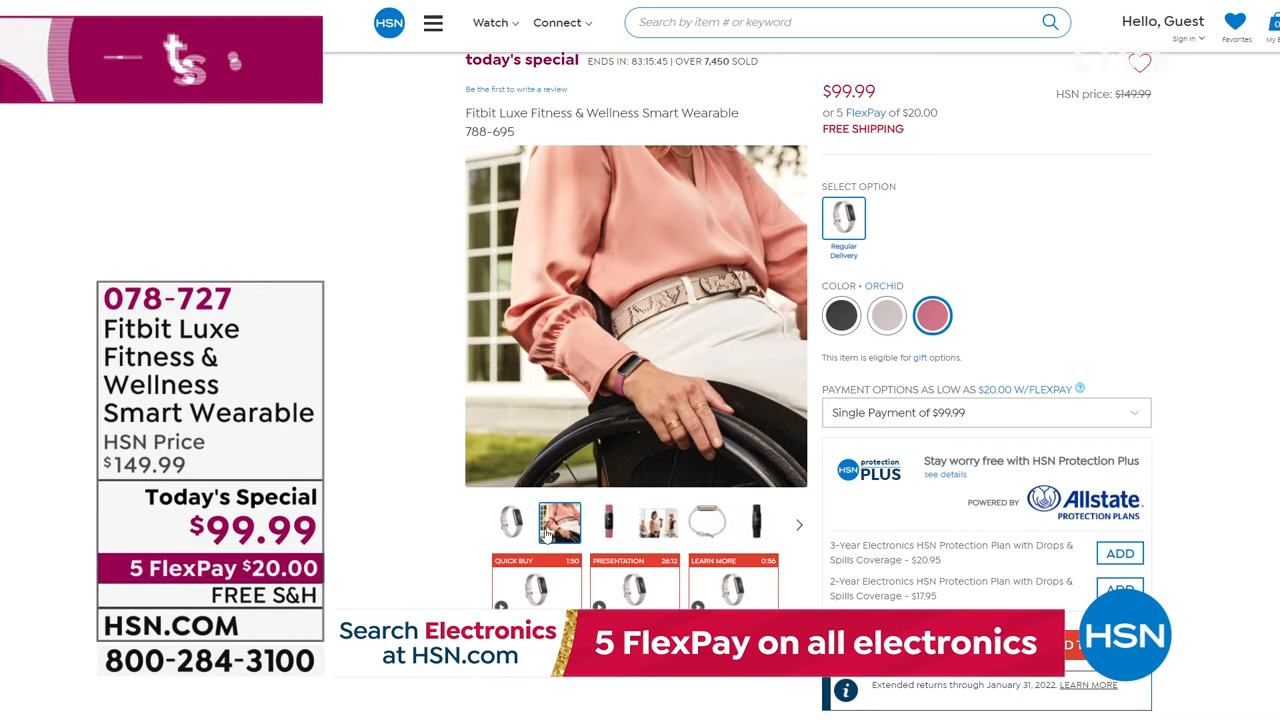 ts
HSN
Watch
Connect
Search by item # or keyword
Hello, Guest
Sign In
Favorites
0
today's special ENDS IN: 83:15:45 | OVER 7,450 SOLD
Be the first to write a review
Fitbit Luxe Fitness & Wellness Smart Wearable
788-695
$99.99
HSN price: $149.99
or 5 FlexPay of $20.00
FREE SHIPPING
SELECT OPTION
Regular
Delivery
COLOR • ORCHID
This item is eligible for gift options.
PAYMENT OPTIONS AS LOW AS $20.00 W/FLEXPAY ?
Single Payment of $99.99
HSN protection PLUS
Stay worry free with HSN Protection Plus
see details
POWERED BY Allstate.
PROTECTION PLANS
3-Year Electronics HSN Protection Plan with Drops &
Spills Coverage - $20.95
ADD
2-Year Electronics HSN Protection Plan with Drops &
Spills Coverage - $17.95
ADD
Extended returns through January 31, 2022. LEARN MORE
QUICK BUY 1:50
PRESENTATION 26:12
LEARN MORE 0:56
078-727
Fitbit Luxe
Fitness &
Wellness
Smart Wearable
HSN Price
$149.99
Today's Special
$99.99
5 FlexPay $20.00
FREE S&H
HSN.COM
800-284-3100
Search Electronics
at HSN.com
5 FlexPay on all electronics
HSN